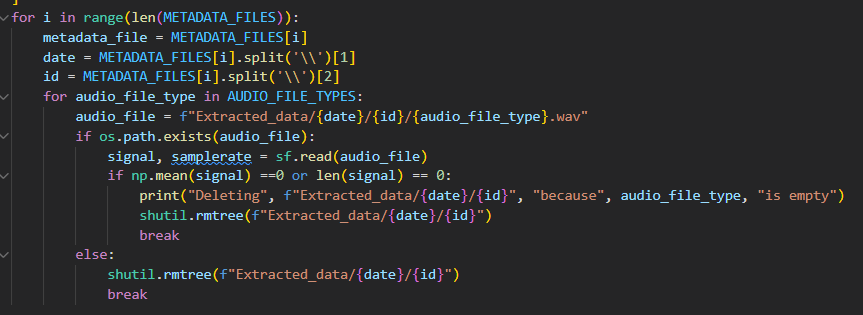 ]
for i in range(len(METADATA_FILES)):
    metadata_file = METADATA_FILES[i]
    date = METADATA_FILES[i].split('\\')[1]
    id = METADATA_FILES[i].split('\\')[2]
    for audio_file_type in AUDIO_FILE_TYPES:
        audio_file = f"Extracted_data/{date}/{id}/{audio_file_type}.wav"
        if os.path.exists(audio_file):
            signal, samplerate = sf.read(audio_file)
            if np.mean(signal) ==0 or len(signal) == 0:
                print("Deleting", f"Extracted_data/{date}/{id}", "because", audio_file_type, "is empty")
                shutil.rmtree(f"Extracted_data/{date}/{id}")
                break
        else:
            shutil.rmtree(f"Extracted_data/{date}/{id}")
            break